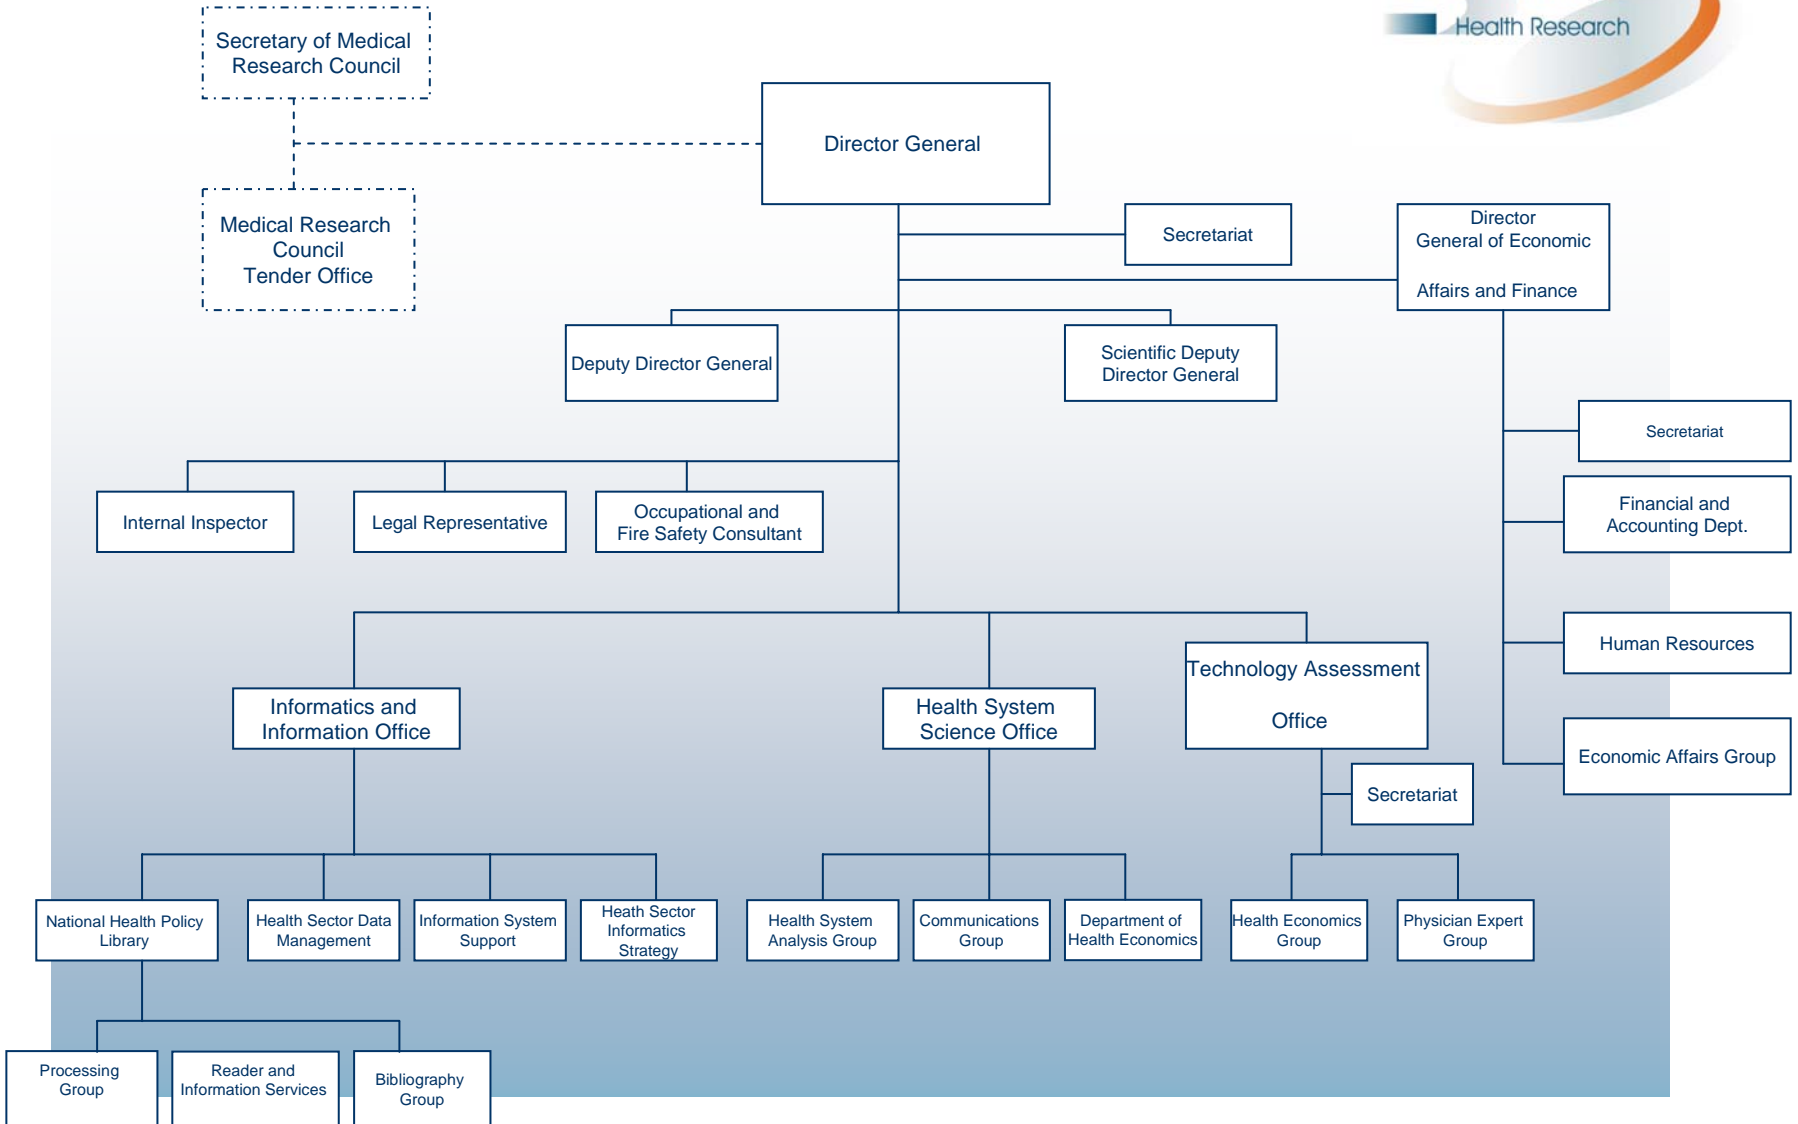 Health Research
Secretary of Medical
Research Council
Director General
Medical Research
Council
Tender Office
Secretariat
Director
General of Economic
Affairs and Finance
Deputy Director General
Scientific Deputy
Director General
Secretariat
Internal Inspector
Legal Representative
Occupational and
Fire Safety Consultant
Financial and
Accounting Dept.
Human Resources
Technology Assessment
Office
Informatics and
Information Office
Health System
Science Office
Economic Affairs Group
Secretariat
National Health Policy
Library
Health Sector Data
Management
Information System
Support
Heath Sector
Informatics
Strategy
Health System
Analysis Group
Communications
Group
Department of
Health Economics
Health Economics
Group
Physician Expert
Group
Processing
Group
Reader and
Information Services
Bibliography
Group